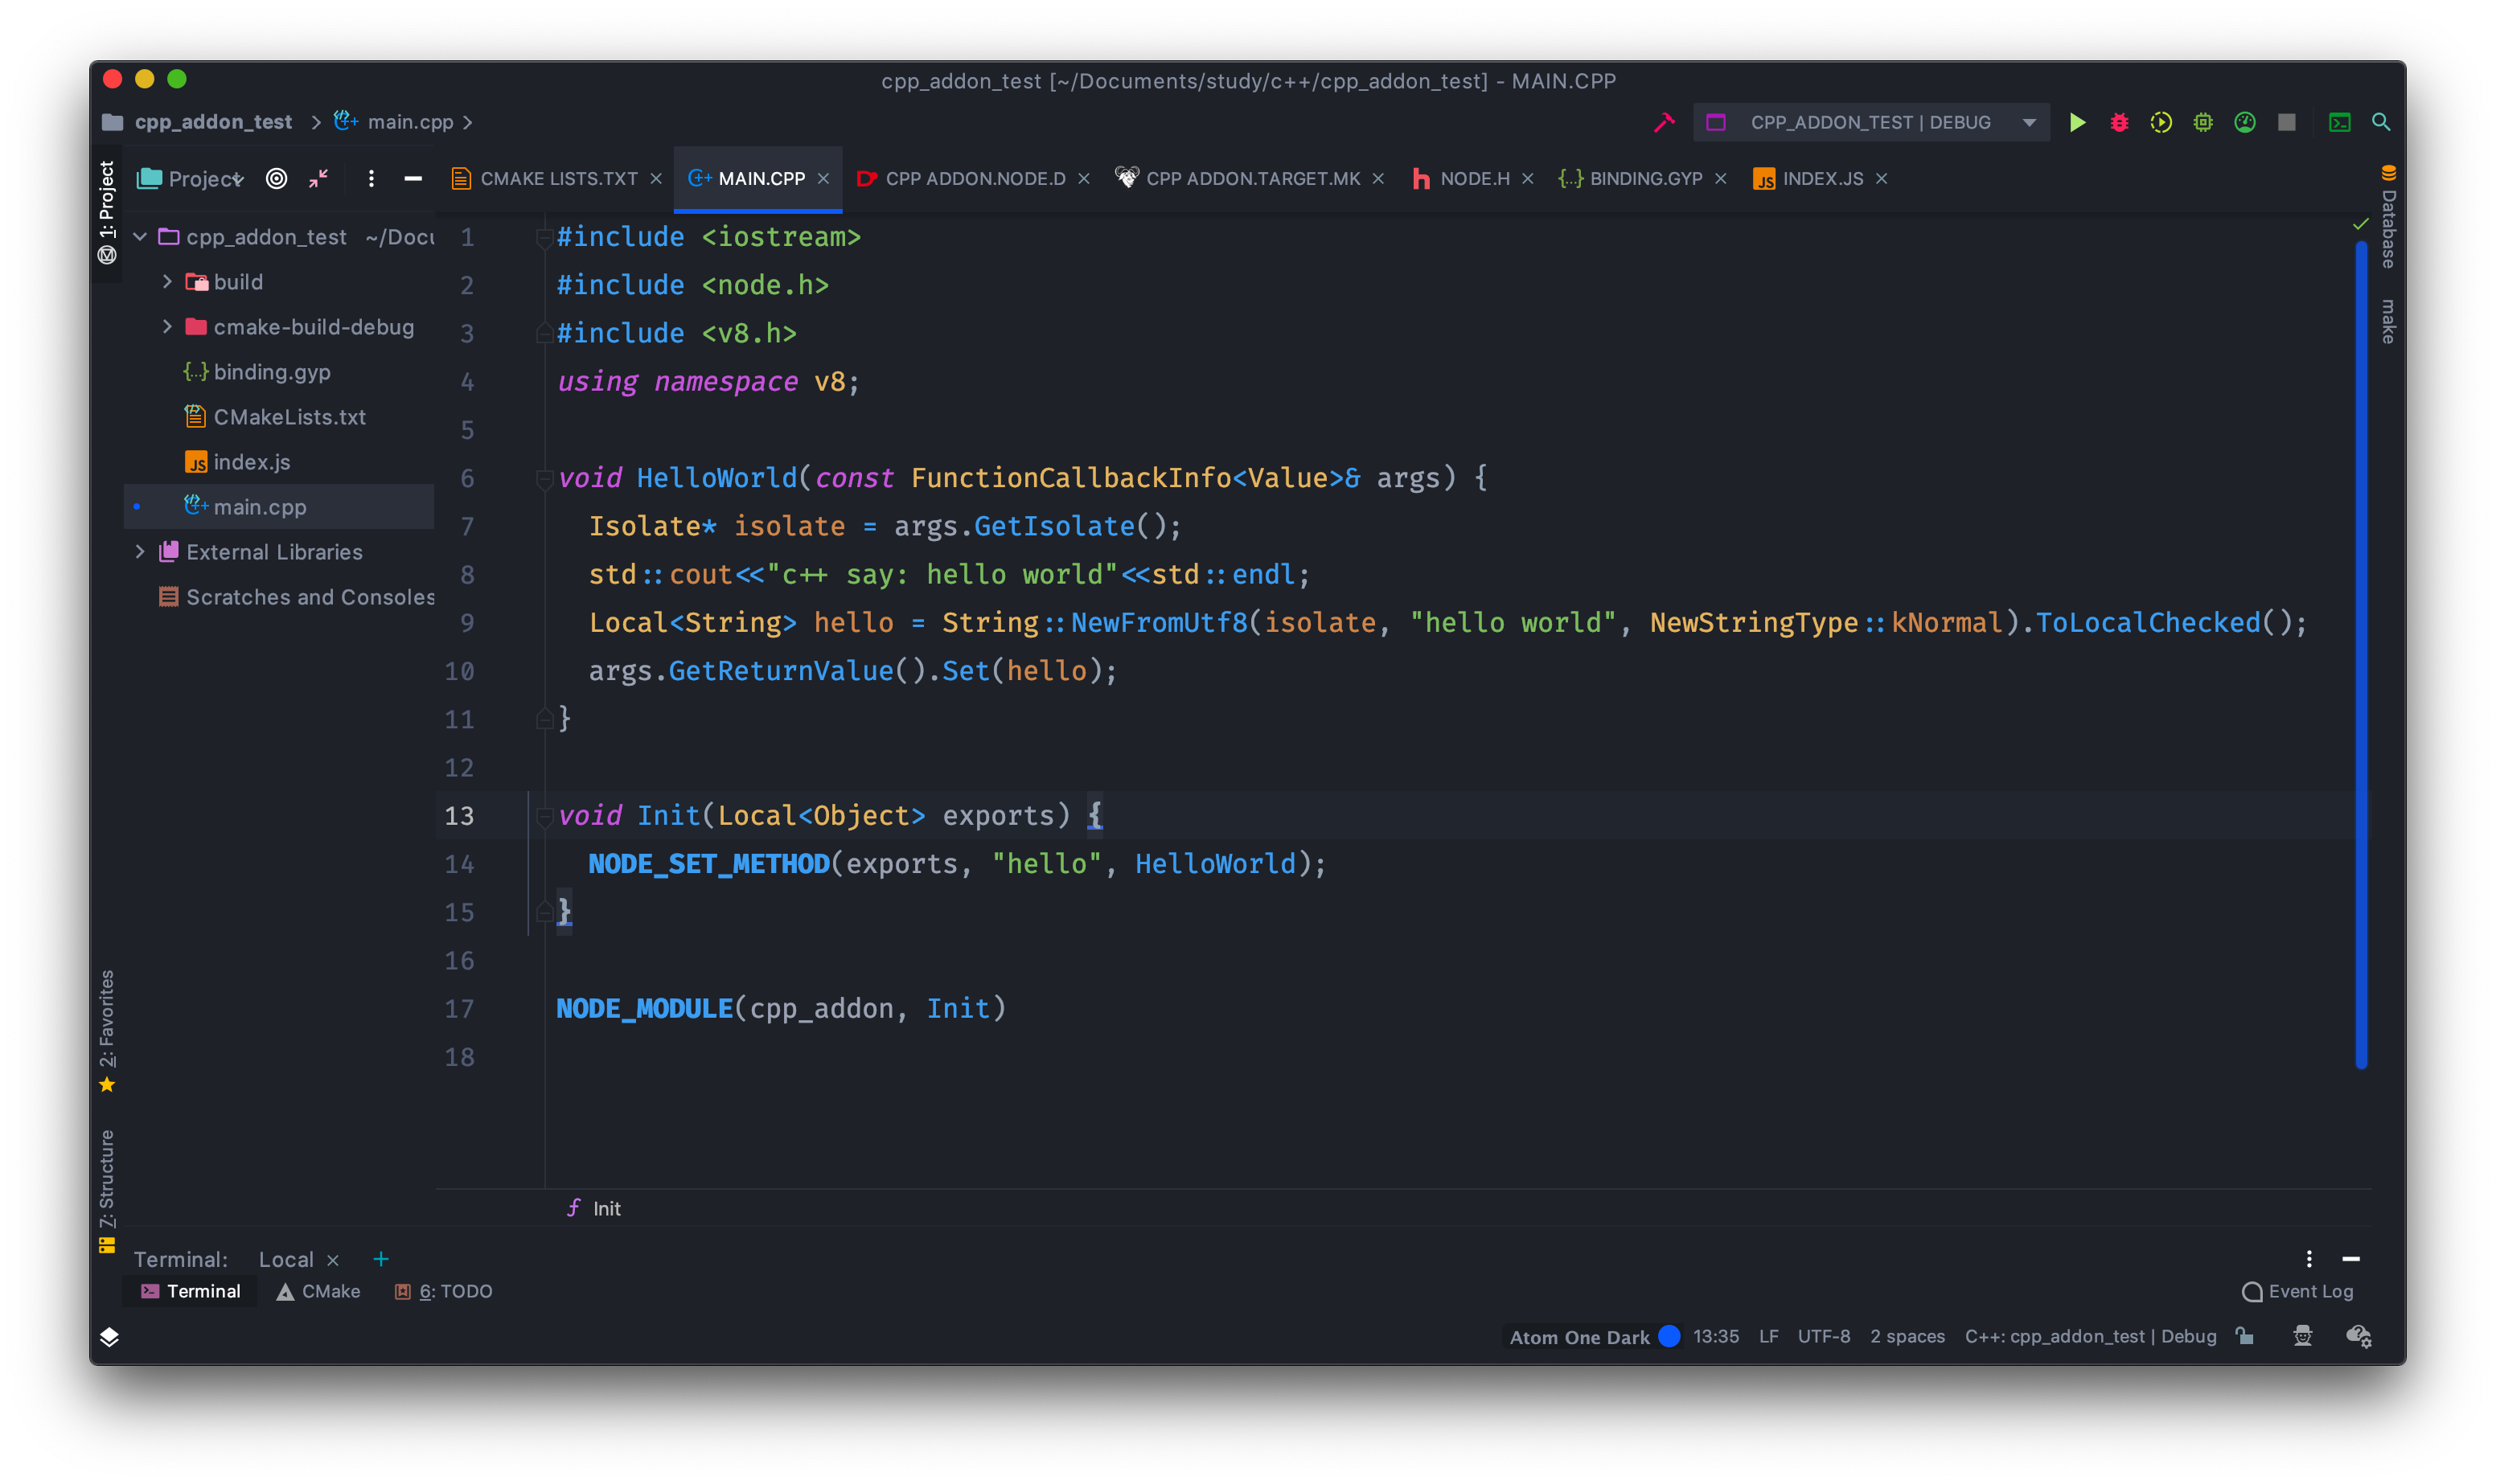 cpp_addon_test [~/Documents/study/c++/cpp_addon_test] - MAIN.CPP
cpp_addon_test main.cpp CPP_ADDON_TEST | DEBUG
1: Project
Project
CMAKE LISTS.TXT MAIN.CPP CPP ADDON.NODE.D CPP ADDON.TARGET.MK NODE.H BINDING.GYP INDEX.JS
Database
make
cpp_addon_test ~/Docu
build
cmake-build-debug
binding.gyp
CMakeLists.txt
index.js
main.cpp
External Libraries
Scratches and Consoles
1 #include <iostream>
2 #include <node.h>
3 #include <v8.h>
4 using namespace v8;
5
6 void HelloWorld(const FunctionCallbackInfo<Value>& args) {
7 Isolate* isolate = args.GetIsolate();
8 std::cout<<"c++ say: hello world"<<std::endl;
9 Local<String> hello = String::NewFromUtf8(isolate, "hello world", NewStringType::kNormal).ToLocalChecked();
10 args.GetReturnValue().Set(hello);
11 }
12
13 void Init(Local<Object> exports) {
14 NODE_SET_METHOD(exports, "hello", HelloWorld);
15 }
16
17 NODE_MODULE(cpp_addon, Init)
18
2: Favorites
7: Structure
f Init
Terminal: Local
Terminal CMake 6: TODO Event Log
Atom One Dark 13:35 LF UTF-8 2 spaces C++: cpp_addon_test | Debug